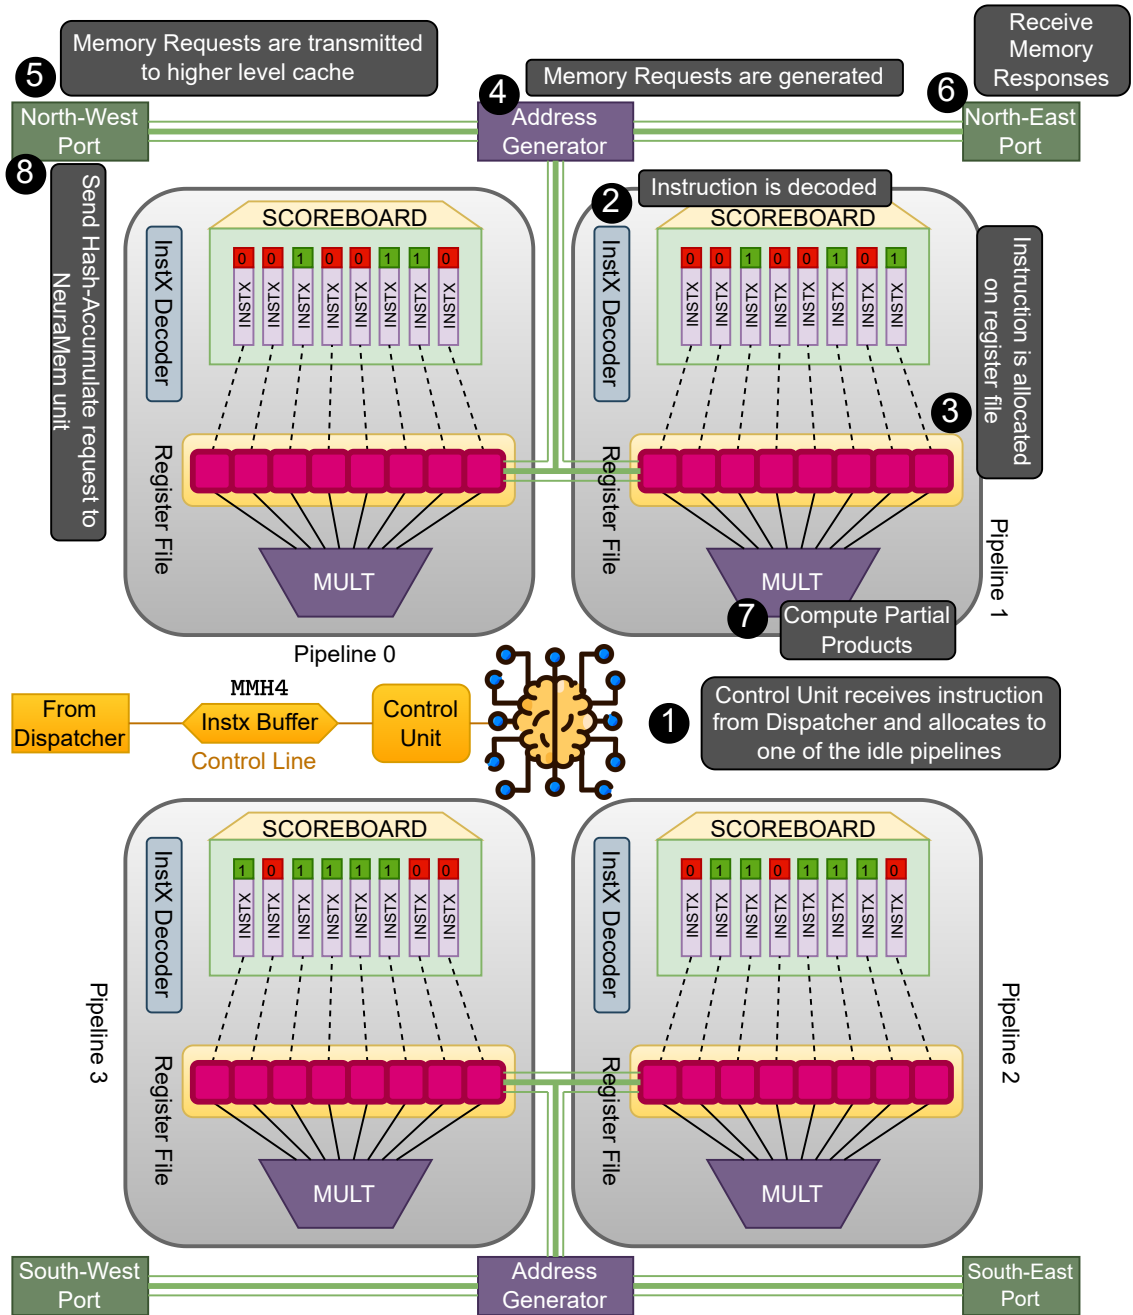 Memory Requests are transmitted
to higher level cache
5
Receive
Memory
Responses
Memory Requests are generated
4
6
North-West
Port
Address
Generator
North-East
Port
8
Send Hash-Accumulate request to
NeuraMem unit
2
Instruction is decoded
SCOREBOARD
InstX Decoder
0 0 1 0 0 1 1 0
INSTX INSTX INSTX INSTX INSTX INSTX INSTX INSTX
Register File
MULT
Pipeline 0
SCOREBOARD
InstX Decoder
0 0 1 0 0 1 0 1
INSTX INSTX INSTX INSTX INSTX INSTX INSTX INSTX
Instruction is allocated
on register file
3
Register File
MULT
Pipeline 1
7
Compute Partial
Products
From
Dispatcher
MMH4
Instx Buffer
Control Line
Control
Unit
1
Control Unit receives instruction
from Dispatcher and allocates to
one of the idle pipelines
SCOREBOARD
InstX Decoder
1 0 1 1 1 1 0 0
INSTX INSTX INSTX INSTX INSTX INSTX INSTX INSTX
Pipeline 3
Register File
MULT
SCOREBOARD
InstX Decoder
0 1 1 0 1 1 1 0
INSTX INSTX INSTX INSTX INSTX INSTX INSTX INSTX
Pipeline 2
Register File
MULT
South-West
Port
Address
Generator
South-East
Port